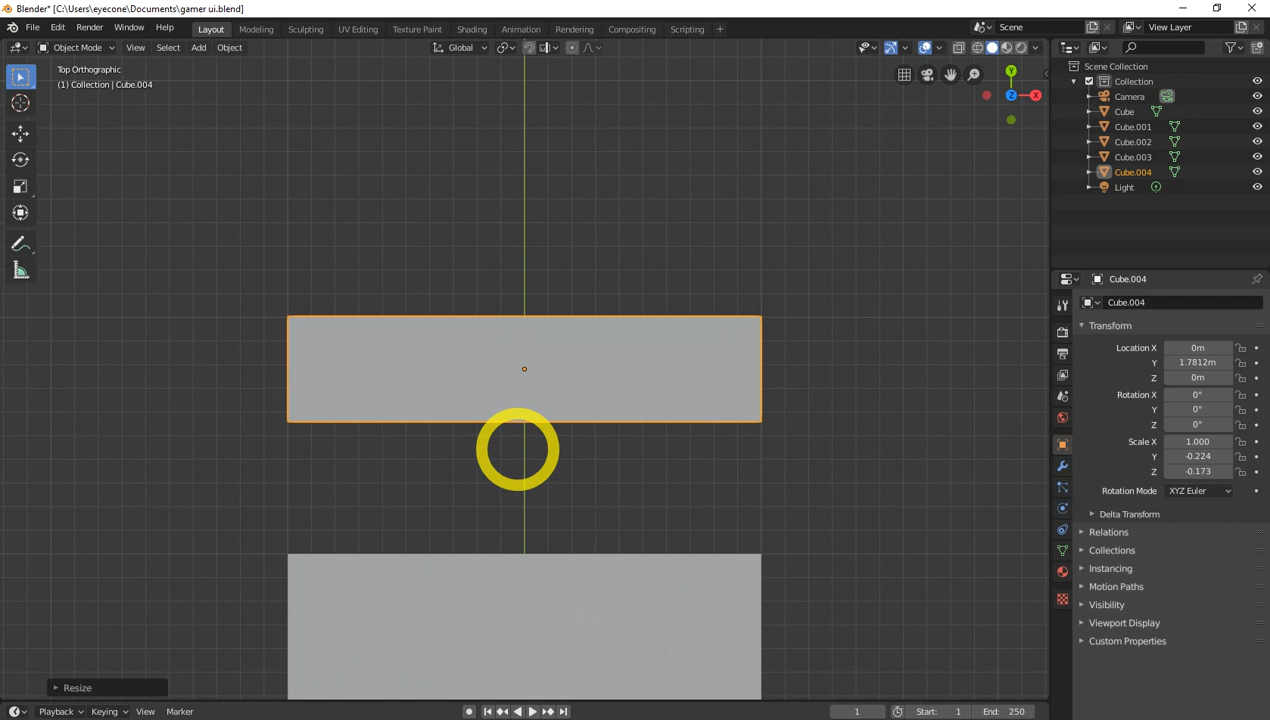 Blender* [C:\Users\eyecone\Documents\gamer ui.blend]
File Edit Render Window Help Layout Modeling Sculpting UV Editing Texture Paint Shading Animation Rendering Compositing Scripting Scene View Layer
Object Mode View Select Add Object Global
Top Orthographic
(1) Collection | Cube.004
Y
Z X
Scene Collection
Collection
Camera
Cube
Cube.001
Cube.002
Cube.003
Cube.004
Light
Cube.004
Cube.004
Transform
Location X 0m
Y 1.7812m
Z 0m
Rotation X 0°
Y 0°
Z 0°
Scale X 1.000
Y -0.224
Z -0.173
Rotation Mode XYZ Euler
Delta Transform
Relations
Collections
Instancing
Motion Paths
Visibility
Viewport Display
Custom Properties
Resize
Playback Keying View Marker 1 Start: 1 End: 250